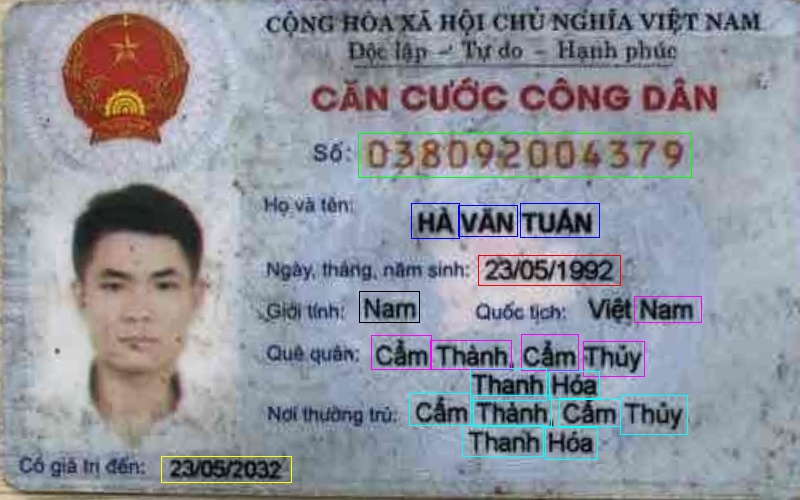 CỘNG HÒA XÃ HỘI CHỦ NGHĨA VIỆT NAM
Độc lập - Tự do - Hạnh phúc
CĂN CƯỚC CÔNG DÂN
Số: 038092004379
Họ và tên:
HÀ VĂN TUÂN
Ngày, tháng, năm sinh: 23/05/1992
Giới tính: Nam Quốc tịch: Việt Nam
Quê quán: Cẩm Thành, Cẩm Thủy
Thanh Hóa
Nơi thường trú: Cẩm Thành, Cẩm Thủy
Thanh Hóa
Có giá trị đến: 23/05/2032